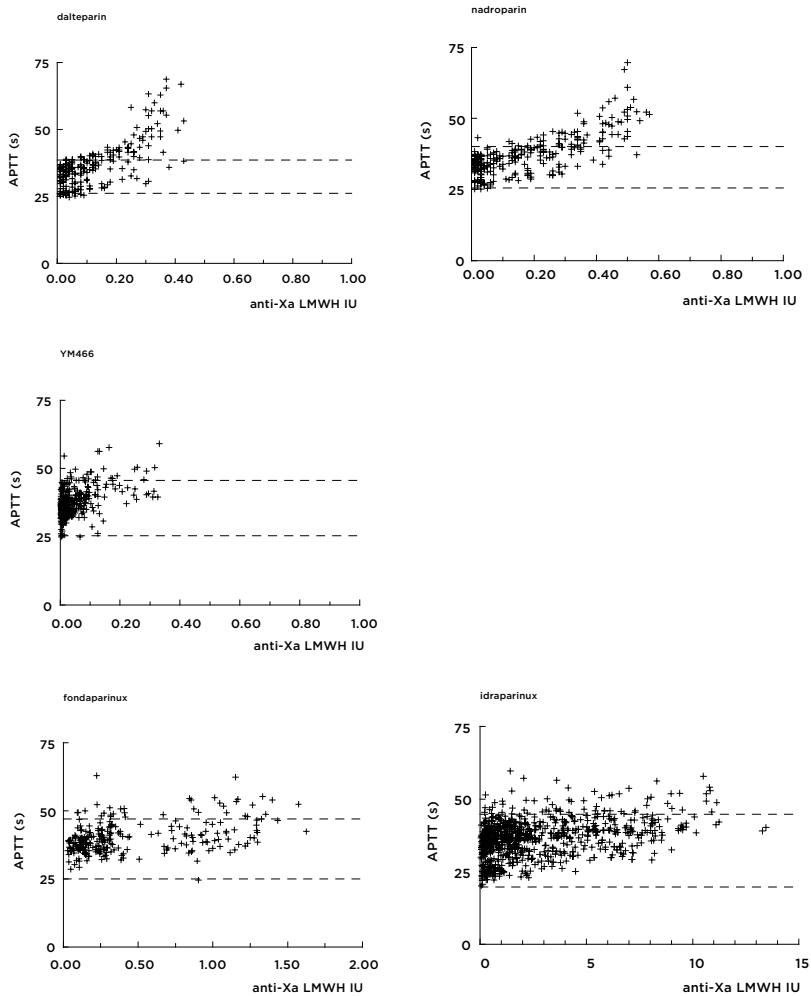 dalteparin
75
50
25
0
APTT (s)
0.00 0.20 0.40 0.60 0.80 1.00
anti-Xa LMWH IU
nadroparin
75
50
25
0
APTT (s)
0.00 0.20 0.40 0.60 0.80 1.00
anti-Xa LMWH IU
YM466
75
50
25
0
APTT (s)
0.00 0.20 0.40 0.60 0.80 1.00
anti-Xa LMWH IU
fondaparinux
75
50
25
0
APTT (s)
0.00 0.50 1.00 1.50 2.00
anti-Xa LMWH IU
idraparinux
75
50
25
0
APTT (s)
0 5 10 15
anti-Xa LMWH IU